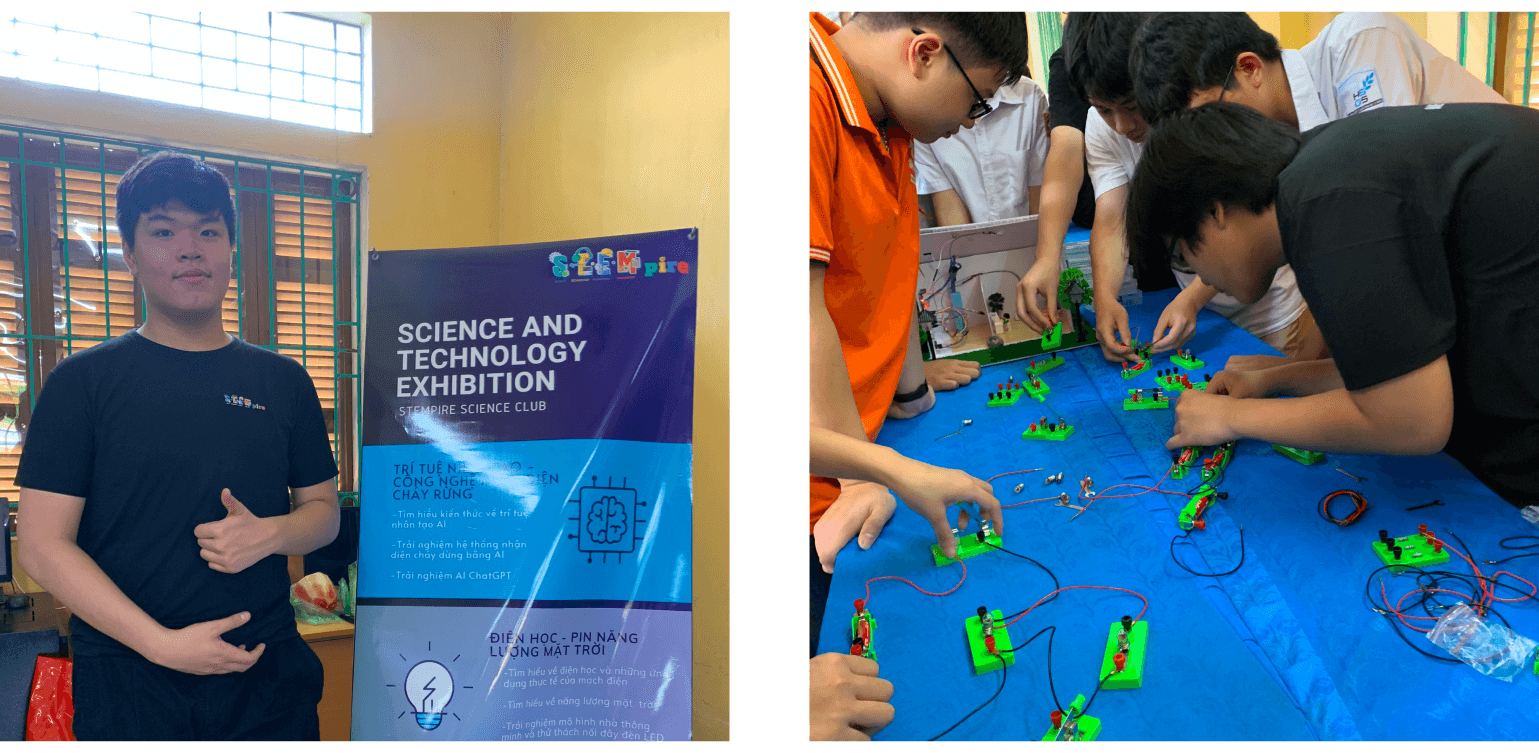 STEMpire
SCIENCE AND
TECHNOLOGY
EXHIBITION
STEMPIRE SCIENCE CLUB
TRÍ TUỆ
CÔNG NGHỆ
CHÁY RỪNG
-Tìm hiểu kiến thức về trí tuệ
nhân tạo AI
-Trải nghiệm hệ thống nhận
diện cháy dừng bằng AI
-Trải nghiệm AI ChatGPT
ĐIỆN HỌC - PIN NĂNG
LƯỢNG MẶT TRỜI
-Tìm hiểu về điện học và những ứng
dụng thực tế của mạch điện
-Tìm hiểu về năng lượng mặt trời
-Trải nghiệm mô hình nhà thông
minh và thử thách nối dây đèn LED
STEMpire